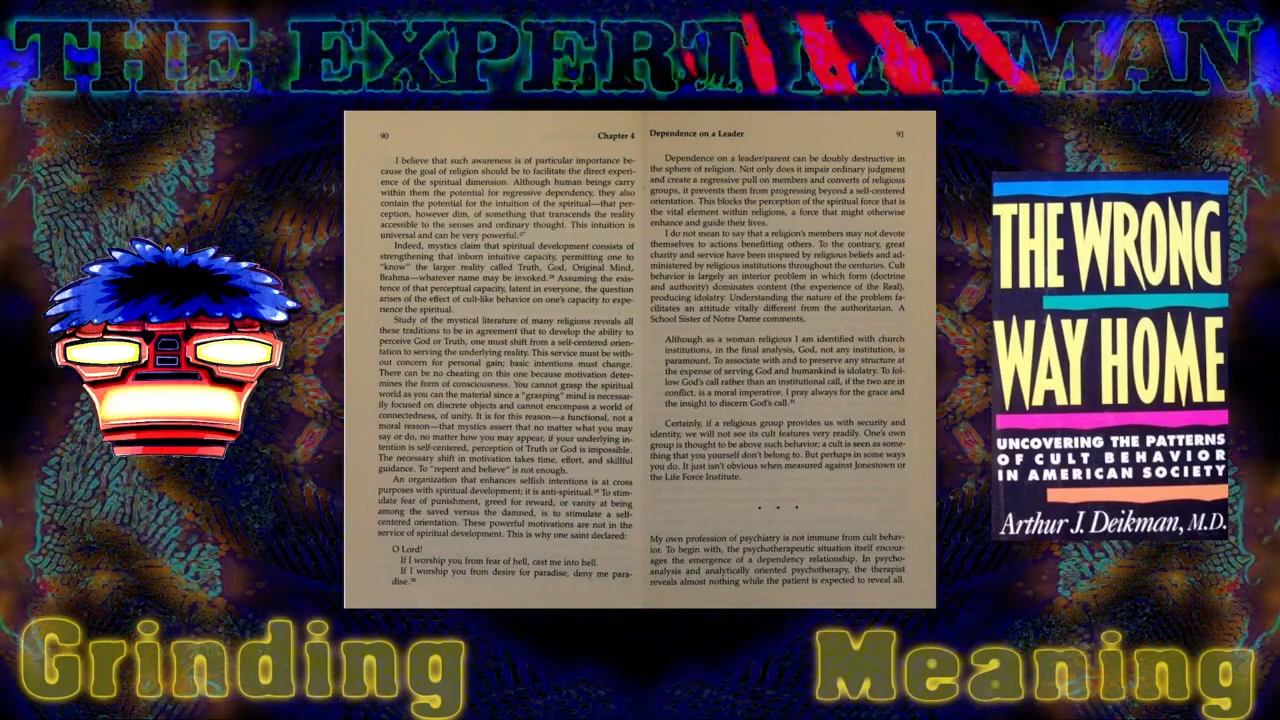 THE EXPERT LAYMAN
90
Chapter 4
I believe that such awareness is of particular importance be-
cause the goal of religion should be to facilitate the direct experi-
ence of the spiritual dimension. Although human beings carry
within them the potential for regressive dependency, they also
contain the potential for the intuition of the spiritual—that per-
ception, however dim, of something that transcends the reality
accessible to the senses and ordinary thought. This intuition is
universal and can be very powerful.27
Indeed, mystics claim that spiritual development consists of
strengthening that inborn intuitive capacity, permitting one to
"know" the larger reality called Truth, God, Original Mind,
Brahma—whatever name may be invoked.28 Assuming the exis-
tence of that perceptual capacity, latent in everyone, the question
arises of the effect of cult-like behavior on one's capacity to expe-
rience the spiritual.
Study of the mystical literature of many religions reveals all
these traditions to be in agreement that to develop the ability to
perceive God or Truth, one must shift from a self-centered orien-
tation to serving the underlying reality. This service must be with-
out concern for personal gain; basic intentions must change.
There can be no cheating on this one because motivation deter-
mines the form of consciousness. You cannot grasp the spiritual
world as you can the material since a "grasping" mind is necessar-
ily focused on discrete objects and cannot encompass a world of
connectedness, of unity. It is for this reason—a functional, not a
moral reason—that mystics assert that no matter what you may
say or do, no matter how you may appear, if your underlying in-
tention is self-centered, perception of Truth or God is impossible.
The necessary shift in motivation takes time, effort, and skillful
guidance. To "repent and believe" is not enough.
An organization that enhances selfish intentions is at cross
purposes with spiritual development; it is anti-spiritual.29 To stim-
ulate fear of punishment, greed for reward, or vanity at being
among the saved versus the damned, is to stimulate a self-
centered orientation. These powerful motivations are not in the
service of spiritual development. This is why one saint declared:
O Lord!
If I worship you from fear of hell, cast me into hell.
If I worship you from desire for paradise, deny me para-
dise.30
Dependence on a Leader
91
Dependence on a leader/parent can be doubly destructive in
the sphere of religion. Not only does it impair ordinary judgment
and create a regressive pull on members and converts of religious
groups, it prevents them from progressing beyond a self-centered
orientation. This blocks the perception of the spiritual force that is
the vital element within religions, a force that might otherwise
enhance and guide their lives.
I do not mean to say that a religion's members may not devote
themselves to actions benefitting others. To the contrary, great
charity and service have been inspired by religious beliefs and ad-
ministered by religious institutions throughout the centuries. Cult
behavior is largely an interior problem in which form (doctrine
and authority) dominates content (the experience of the Real),
producing idolatry. Understanding the nature of the problem fa-
cilitates an attitude vitally different from the authoritarian. A
School Sister of Notre Dame comments,
Although as a woman religious I am identified with church
institutions, in the final analysis, God, not any institution, is
paramount. To associate with and to preserve any structure at
the expense of serving God and humankind is idolatry. To fol-
low God's call rather than an institutional call, if the two are in
conflict, is a moral imperative. I pray always for the grace and
the insight to discern God's call.31
Certainly, if a religious group provides us with security and
identity, we will not see its cult features very readily. One's own
group is thought to be above such behavior; a cult is seen as some-
thing that you yourself don't belong to. But perhaps in some ways
you do. It just isn't obvious when measured against Jonestown or
the Life Force Institute.
. . .
My own profession of psychiatry is not immune from cult behav-
ior. To begin with, the psychotherapeutic situation itself encour-
ages the emergence of a dependency relationship. In psycho-
analysis and analytically oriented psychotherapy, the therapist
reveals almost nothing while the patient is expected to reveal all.
THE WRONG
WAY HOME
UNCOVERING THE PATTERNS
OF CULT BEHAVIOR
IN AMERICAN SOCIETY
Arthur J. Deikman, M.D.
Grinding
Meaning